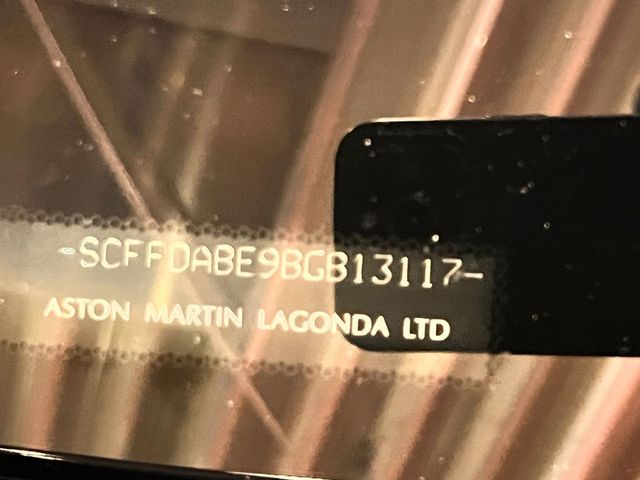 -SCFFDABE9BGB13117-
ASTON MARTIN LAGONDA LTD